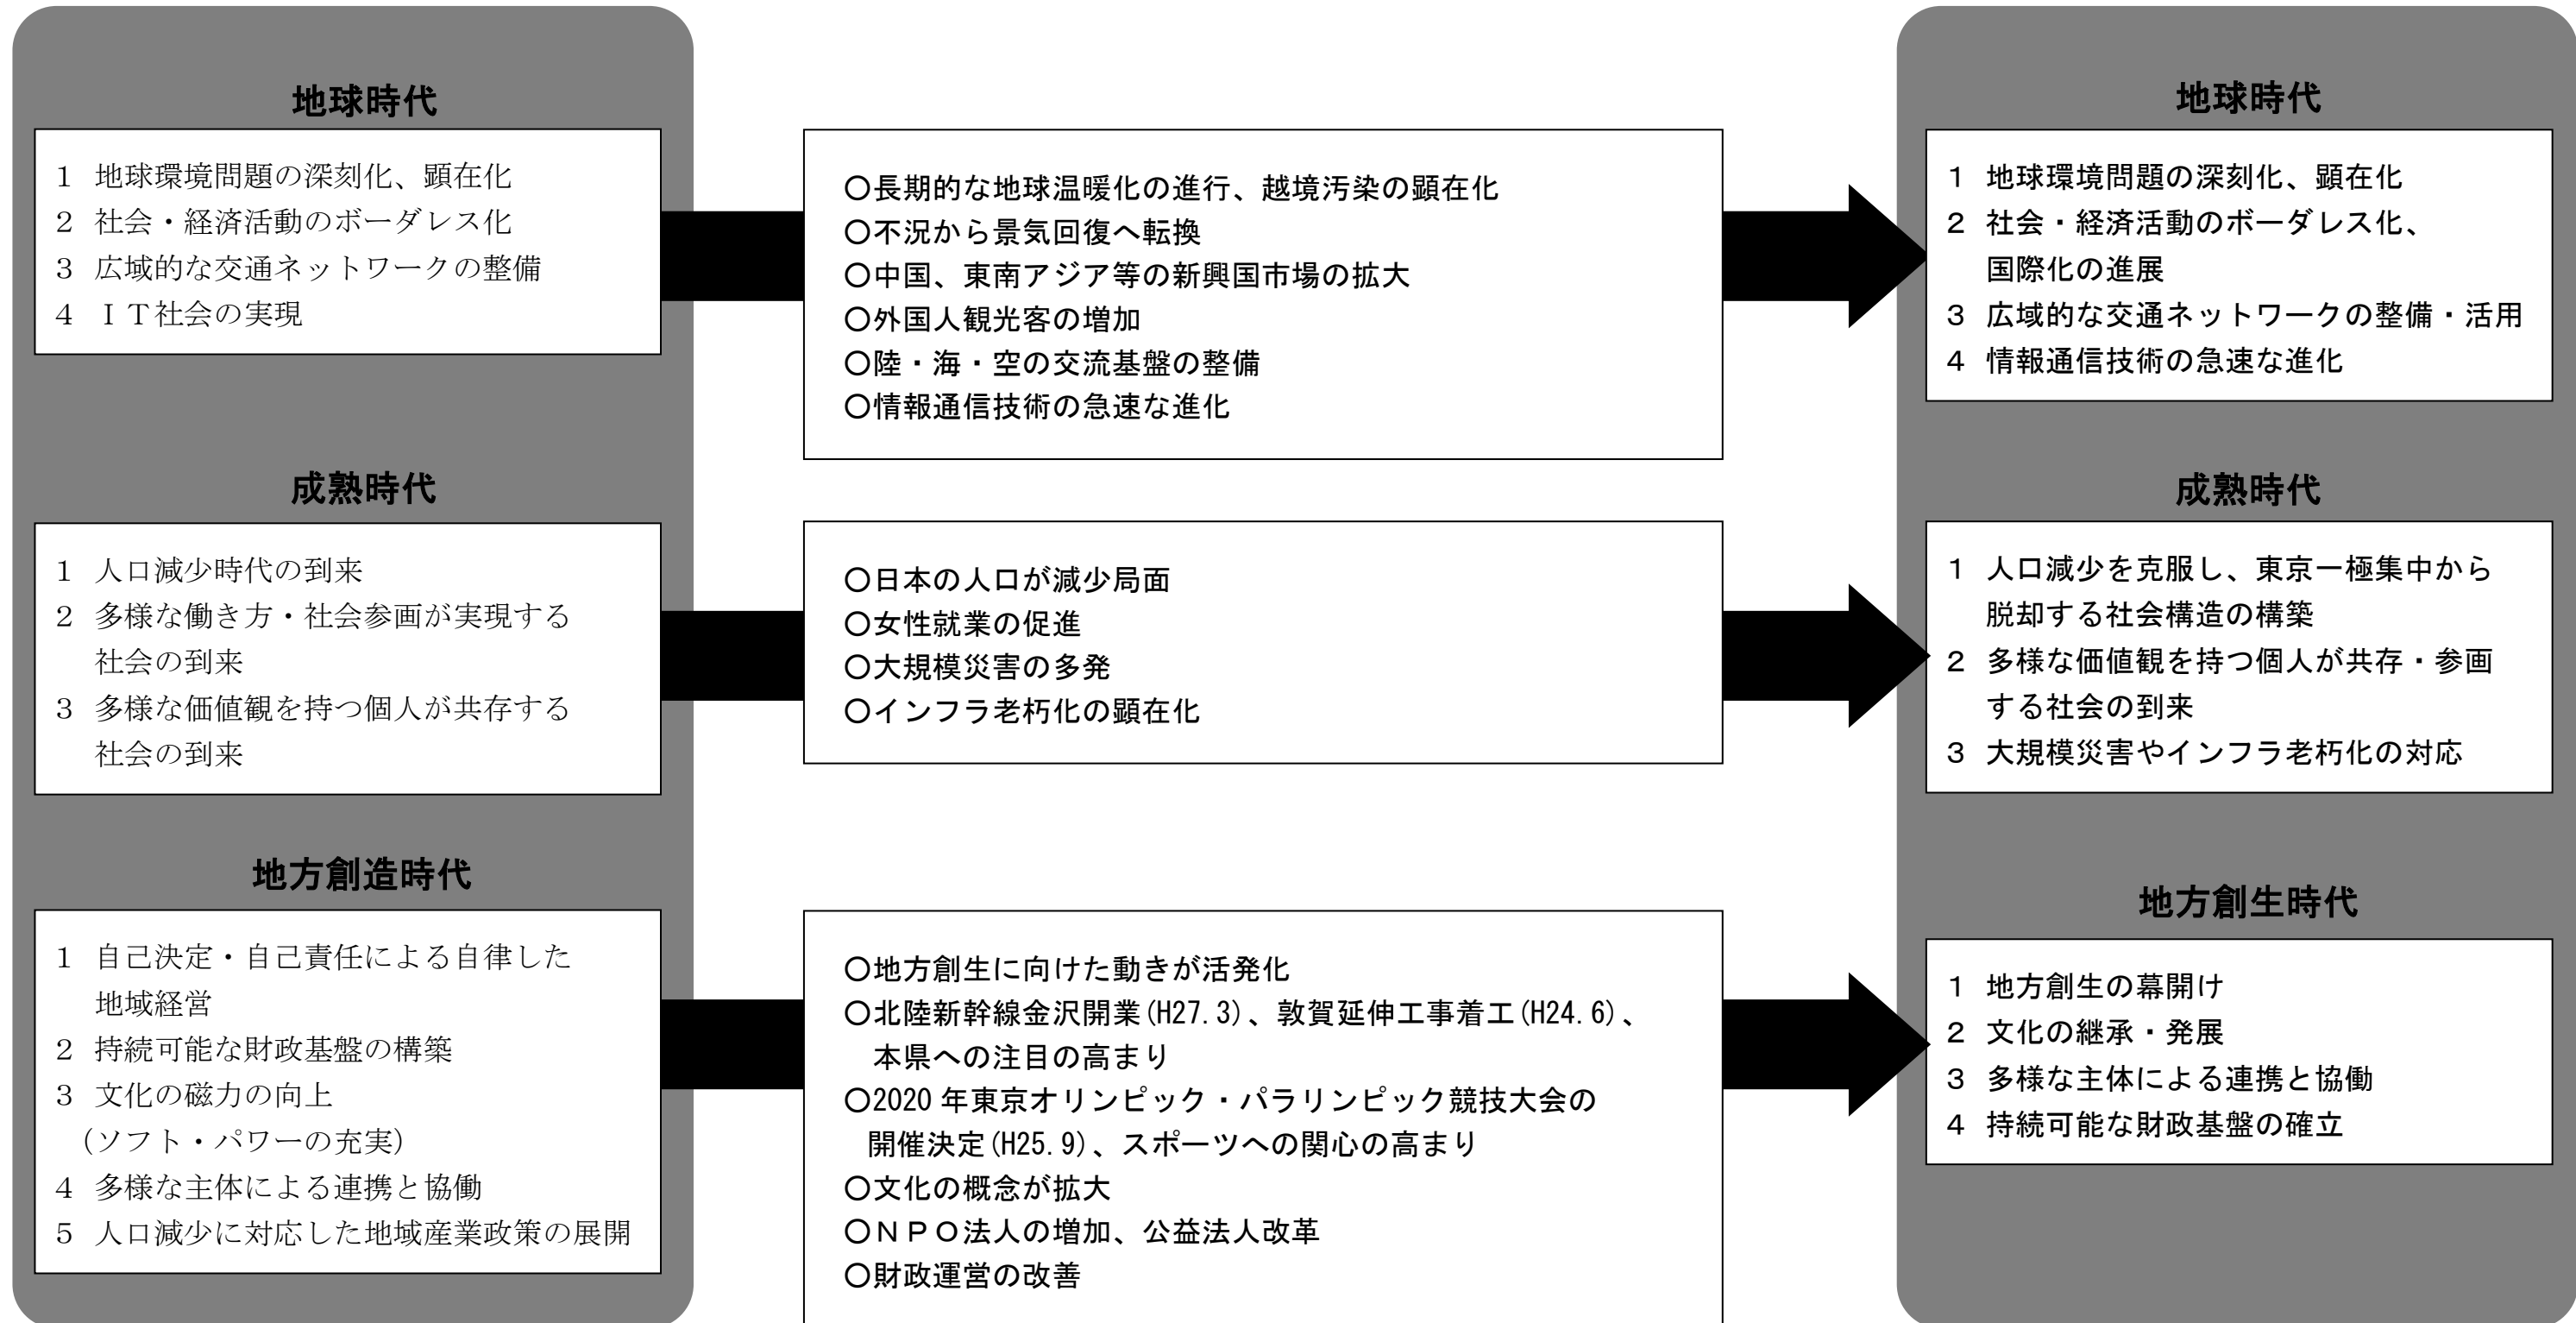 地球時代
1 地球環境問題の深刻化、顕在化
2 社会・経済活動のボーダレス化
3 広域的な交通ネットワークの整備
4 ＩＴ社会の実現
成熟時代
1 人口減少時代の到来
2 多様な働き方・社会参画が実現する
社会の到来
3 多様な価値観を持つ個人が共存する
社会の到来
地方創造時代
1 自己決定・自己責任による自律した
地域経営
2 持続可能な財政基盤の構築
3 文化の磁力の向上
（ソフト・パワーの充実）
4 多様な主体による連携と協働
5 人口減少に対応した地域産業政策の展開
〇長期的な地球温暖化の進行、越境汚染の顕在化
〇不況から景気回復へ転換
〇中国、東南アジア等の新興国市場の拡大
〇外国人観光客の増加
〇陸・海・空の交流基盤の整備
〇情報通信技術の急速な進化
〇日本の人口が減少局面
〇女性就業の促進
〇大規模災害の多発
〇インフラ老朽化の顕在化
〇地方創生に向けた動きが活発化
〇北陸新幹線金沢開業(H27.3)、敦賀延伸工事着工(H24.6)、
本県への注目の高まり
〇2020年東京オリンピック・パラリンピック競技大会の
開催決定(H25.9)、スポーツへの関心の高まり
〇文化の概念が拡大
〇ＮＰＯ法人の増加、公益法人改革
〇財政運営の改善
地球時代
1 地球環境問題の深刻化、顕在化
2 社会・経済活動のボーダレス化、
国際化の進展
3 広域的な交通ネットワークの整備・活用
4 情報通信技術の急速な進化
成熟時代
1 人口減少を克服し、東京一極集中から
脱却する社会構造の構築
2 多様な価値観を持つ個人が共存・参画
する社会の到来
3 大規模災害やインフラ老朽化の対応
地方創生時代
1 地方創生の幕開け
2 文化の継承・発展
3 多様な主体による連携と協働
4 持続可能な財政基盤の確立